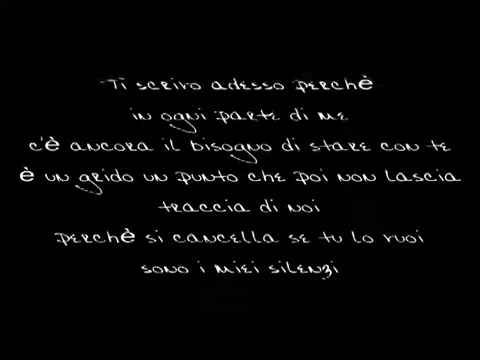 Ti scrivo adesso perchè
in ogni parte di me
c'è ancora il bisogno di stare con te
è un grido un punto che poi non lascia
traccia di noi
perchè si cancella se tu lo vuoi
sono i miei silenzi